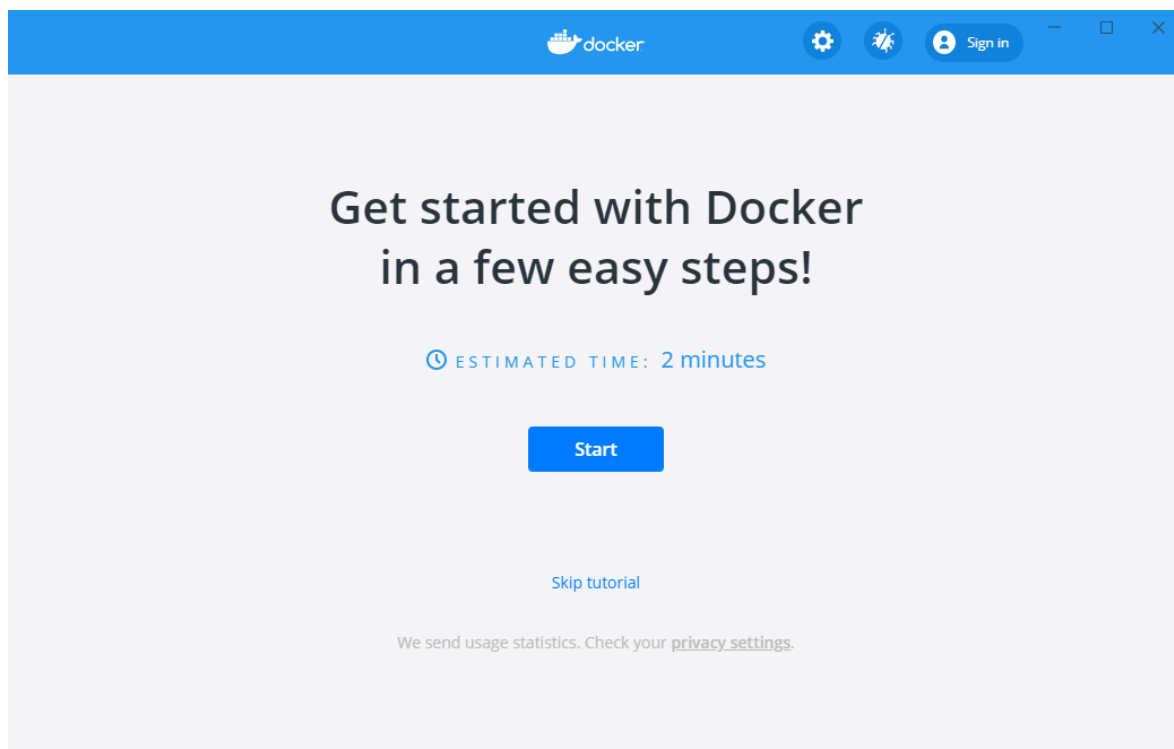 docker
Sign in
Get started with Docker
in a few easy steps!
ESTIMATED TIME: 2 minutes
Start
Skip tutorial
We send usage statistics. Check your privacy settings.